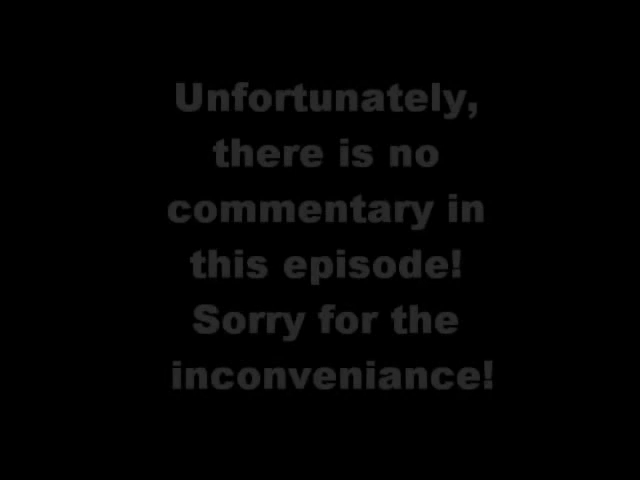 Unfortunately,
there is no
commentary in
this episode!
Sorry for the
inconveniance!